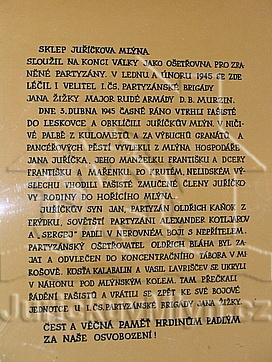 SKLEP JUŘÍČKOVA MLÝNA
SLOUŽIL NA KONCI VÁLKY JAKO OŠETŘOVNA PRO ZRA-
NĚNÉ PARTYZÁNY. V LEDNU A ÚNORU 1945 SE ZDE
LÉČIL I VELITEL I.ČS. PARTYZÁNSKÉ BRIGÁDY
JANA ŽIŽKY MAJOR RUDÉ ARMÁDY D.B. MURZIN.
DNE 3. DUBNA 1945 ČASNĚ RÁNO VTRHLI FAŠISTÉ
DO LESKOVCE A OBKLÍČILI JUŘÍČKŮV MLÝN. V NIČI-
VÉ PALBĚ Z KULOMETŮ A ZA VÝBUCHŮ GRANÁTŮ A
PANCÉŘOVÝCH PĚSTÍ VYVLEKLI Z MLÝNA HOSPODÁŘE
JANA JUŘÍČKA, JEHO MANŽELKU FRANTIŠKU A DCERY
FRANTIŠKU A MAŘENKU. PO KRUTÉM, NELIDSKÉM VÝ-
SLECHU VHODILI FAŠISTÉ ZMUČENÉ ČLENY JUŘÍČKO
VY RODINY DO HOŘÍCÍHO MLÝNA.
JUŘÍČKŮV SYN JAN, PARTYZÁN OLDŘICH KAŇOK Z
FRÝDKU, SOVĚTŠTÍ PARTYZÁNI ALEXANDER KOTLJAROV
A „SERGEJ" PADLI V NEROVNÉM BOJI S NEPŘÍTELEM.
PARTYZÁNSKÝ OŠETŘOVATEL OLDŘICH BLÁHA BYL ZA-
JAT A ODVLEČEN DO KONCENTRAČNÍHO TÁBORA V MI
ROŠOVĚ. KOSŤA KALABALIN A VASIL LAVRIŠČEV SE UKRYLI
V NÁHONU POD MLÝNSKÝM KOLEM. TAM PŘEČKALI
ŘÁDĚNÍ FAŠISTŮ A VRÁTILI SE ZPĚT KE SVÉ BOJOVÉ
JEDNOTCE U I.ČS. PARTYZÁNSKÉ BRIGÁDY JANA ŽIŽKY.
ČEST A VĚČNÁ PAMĚŤ HRDINŮM PADLÝM
ZA NAŠE OSVOBOZENÍ!